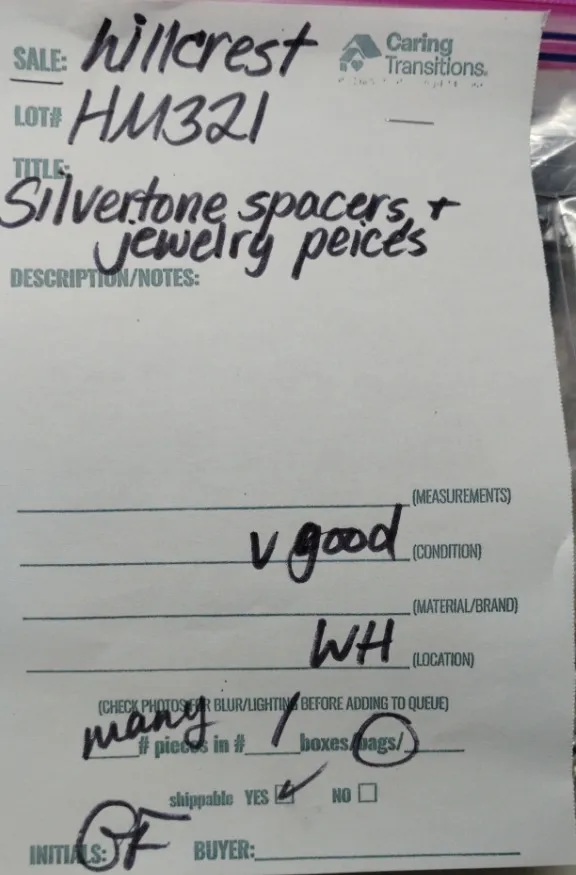 SALE: hillcrest
Caring
Transitions.
LOT# HM321
TITLE:
Silvertone spacers +
jewelry peices
DESCRIPTION/NOTES:
(MEASUREMENTS)
v good (CONDITION)
(MATERIAL/BRAND)
WH (LOCATION)
(CHECK PHOTOS FOR BLUR/LIGHTING BEFORE ADDING TO QUEUE)
many # pieces in # 1 boxes/bags/
shippable YES ✓ NO
INITIALS: BUYER: